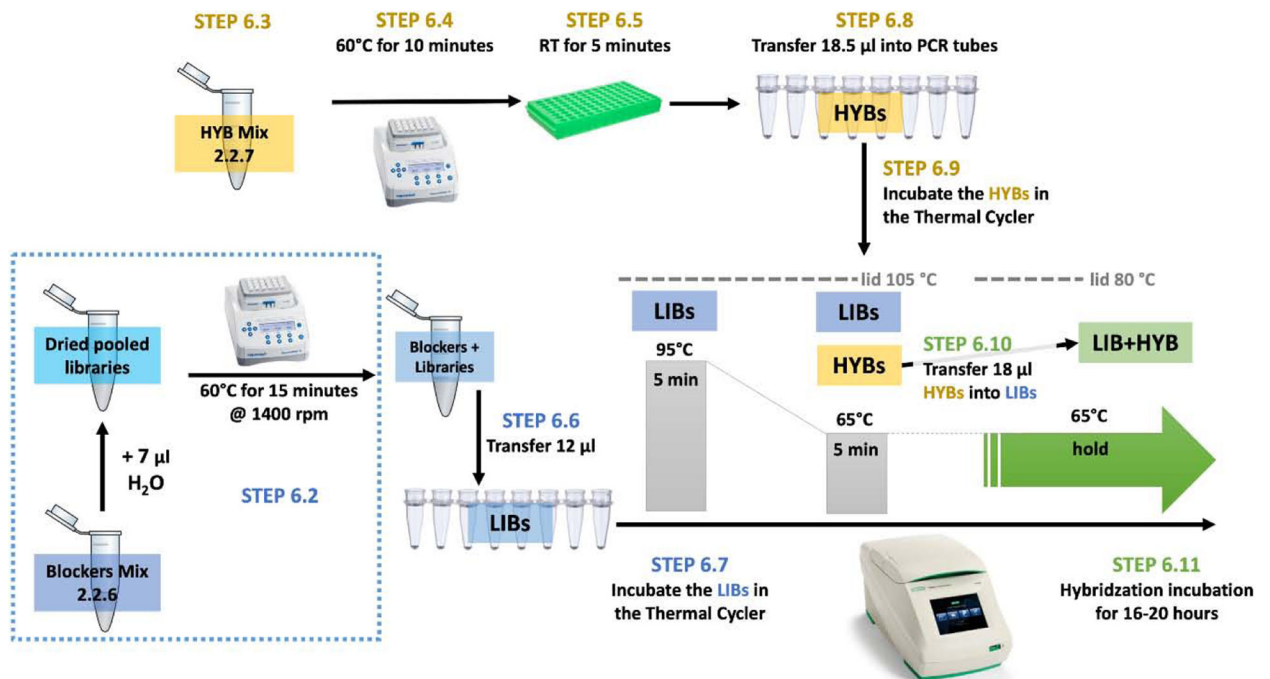 STEP 6.3
STEP 6.4
60°C for 10 minutes
STEP 6.5
RT for 5 minutes
STEP 6.8
Transfer 18.5 µl into PCR tubes
HYB Mix
2.2.7
HYBs
STEP 6.9
Incubate the HYBs in
the Thermal Cycler
Dried pooled
libraries
60°C for 15 minutes
@ 1400 rpm
+ 7 µl
H₂O
STEP 6.2
Blockers Mix
2.2.6
Blockers +
Libraries
STEP 6.6
Transfer 12 µl
LIBs
lid 105 °C
lid 80 °C
LIBs
LIBs
HYBs
STEP 6.10
Transfer 18 µl
HYBs into LIBs
LIB+HYB
95°C
5 min
65°C
5 min
65°C
hold
STEP 6.7
Incubate the LIBs in
the Thermal Cycler
STEP 6.11
Hybridzation incubation
for 16-20 hours